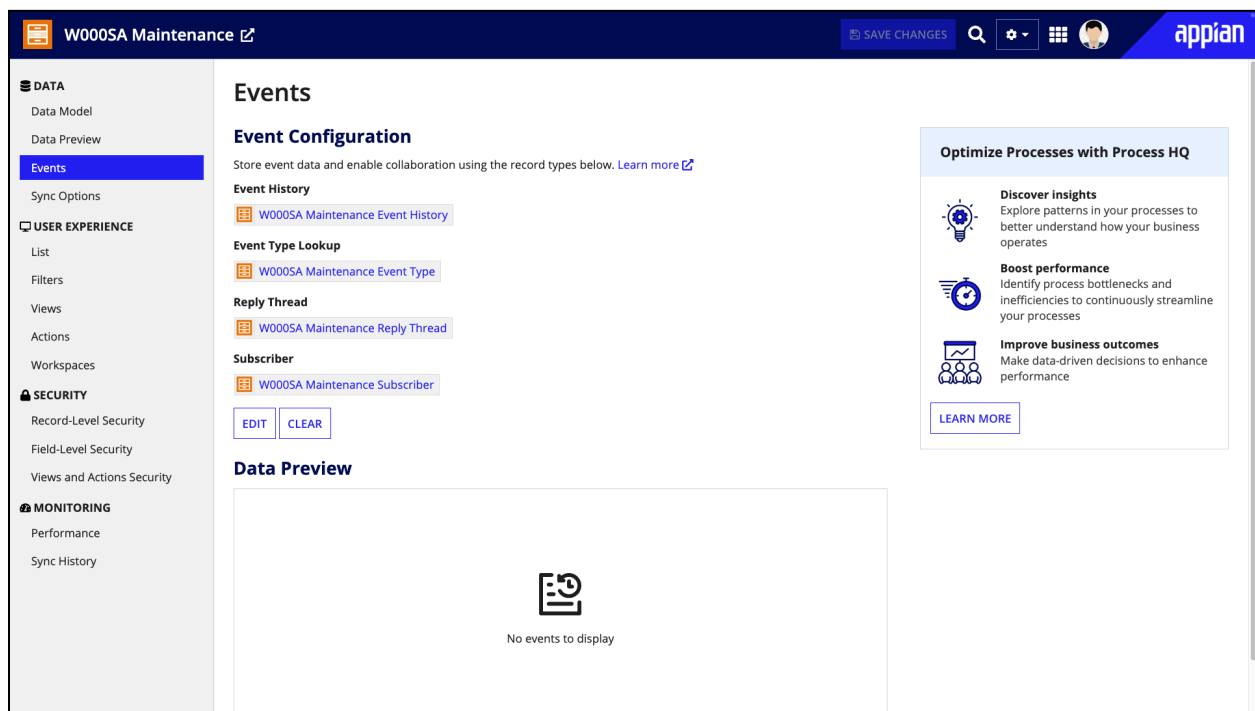 W000SA Maintenance
SAVE CHANGES
appian
DATA
Data Model
Data Preview
Events
Sync Options
USER EXPERIENCE
List
Filters
Views
Actions
Workspaces
SECURITY
Record-Level Security
Field-Level Security
Views and Actions Security
MONITORING
Performance
Sync History
Events
Event Configuration
Store event data and enable collaboration using the record types below. Learn more
Event History
W000SA Maintenance Event History
Event Type Lookup
W000SA Maintenance Event Type
Reply Thread
W000SA Maintenance Reply Thread
Subscriber
W000SA Maintenance Subscriber
EDIT
CLEAR
Data Preview
No events to display
Optimize Processes with Process HQ
Discover insights
Explore patterns in your processes to
better understand how your business
operates
Boost performance
Identify process bottlenecks and
inefficiencies to continuously streamline
your processes
Improve business outcomes
Make data-driven decisions to enhance
performance
LEARN MORE